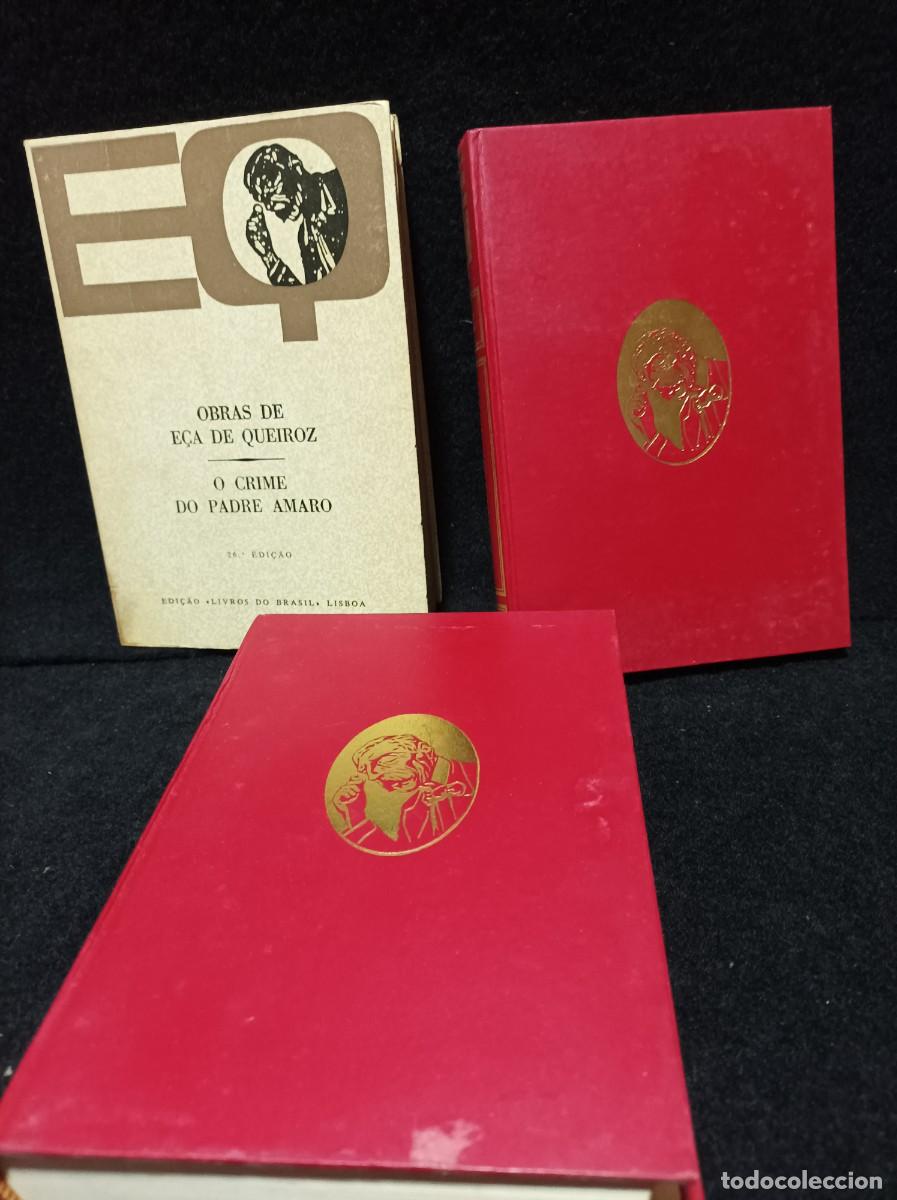 EQ
OBRAS DE
EÇA DE QUEIROZ
O CRIME
DO PADRE AMARO
26.ª EDIÇÃO
EDIÇÃO «LIVROS DO BRASIL» LISBOA
todocoleccion